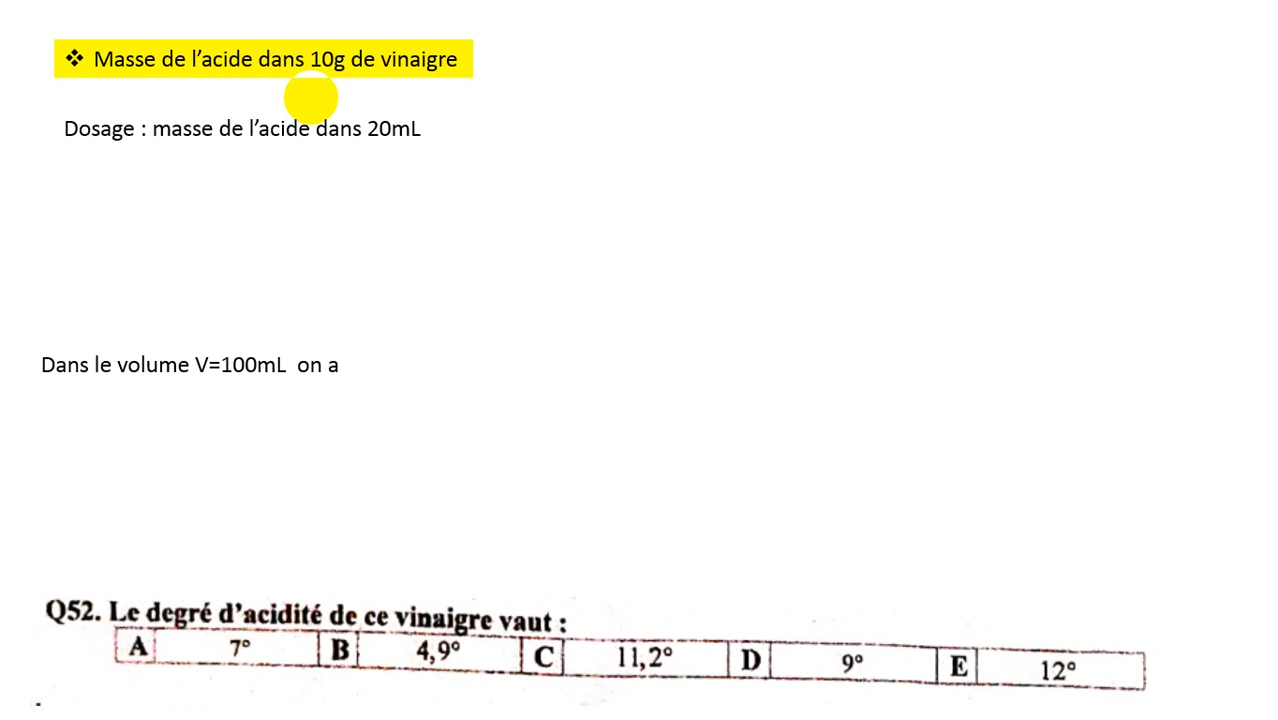 ❖ Masse de l’acide dans 10g de vinaigre
Dosage : masse de l’acide dans 20mL
Dans le volume V=100mL on a
Q52. Le degré d’acidité de ce vinaigre vaut :
A 7° B 4,9° C 11,2° D 9° E 12°